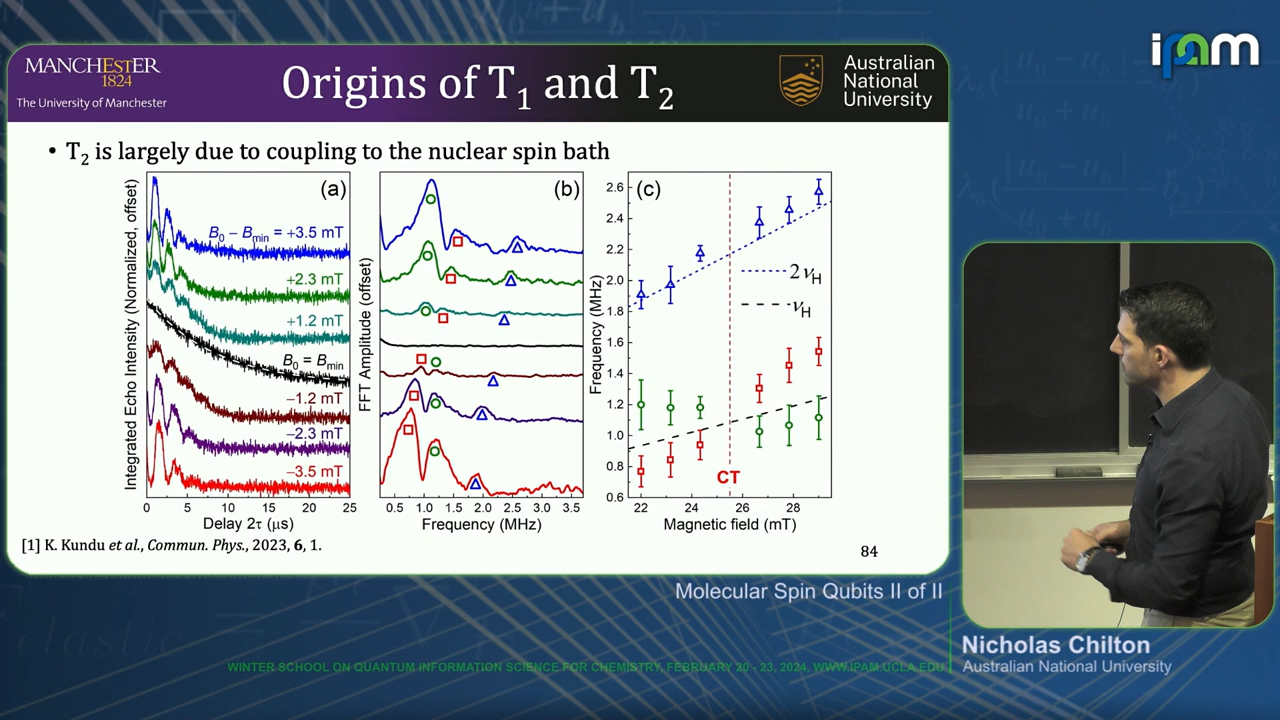 MANCHESTER
1824
The University of Manchester
Origins of T1 and T2
Australian
National
University
ipam
• T2 is largely due to coupling to the nuclear spin bath
Integrated Echo Intensity (Normalized, offset)
(a)
B0 − Bmin = +3.5 mT
+2.3 mT
+1.2 mT
B0 = Bmin
−1.2 mT
−2.3 mT
−3.5 mT
0 5 10 15 20 25
Delay 2τ (μs)
FFT Amplitude (offset)
(b)
0.5 1.0 1.5 2.0 2.5 3.0 3.5
Frequency (MHz)
Frequency (MHz)
(c)
2.6
2.4
2.2
2.0
1.8
1.6
1.4
1.2
1.0
0.8
0.6
2νH
νH
CT
22 24 26 28
Magnetic field (mT)
[1] K. Kundu et al., Commun. Phys., 2023, 6, 1.
84
Molecular Spin Qubits II of II
Nicholas Chilton
Australian National University
WINTER SCHOOL ON QUANTUM INFORMATION SCIENCE FOR CHEMISTRY, FEBRUARY 20 - 23, 2024, WWW.IPAM.UCLA.EDU
elastic